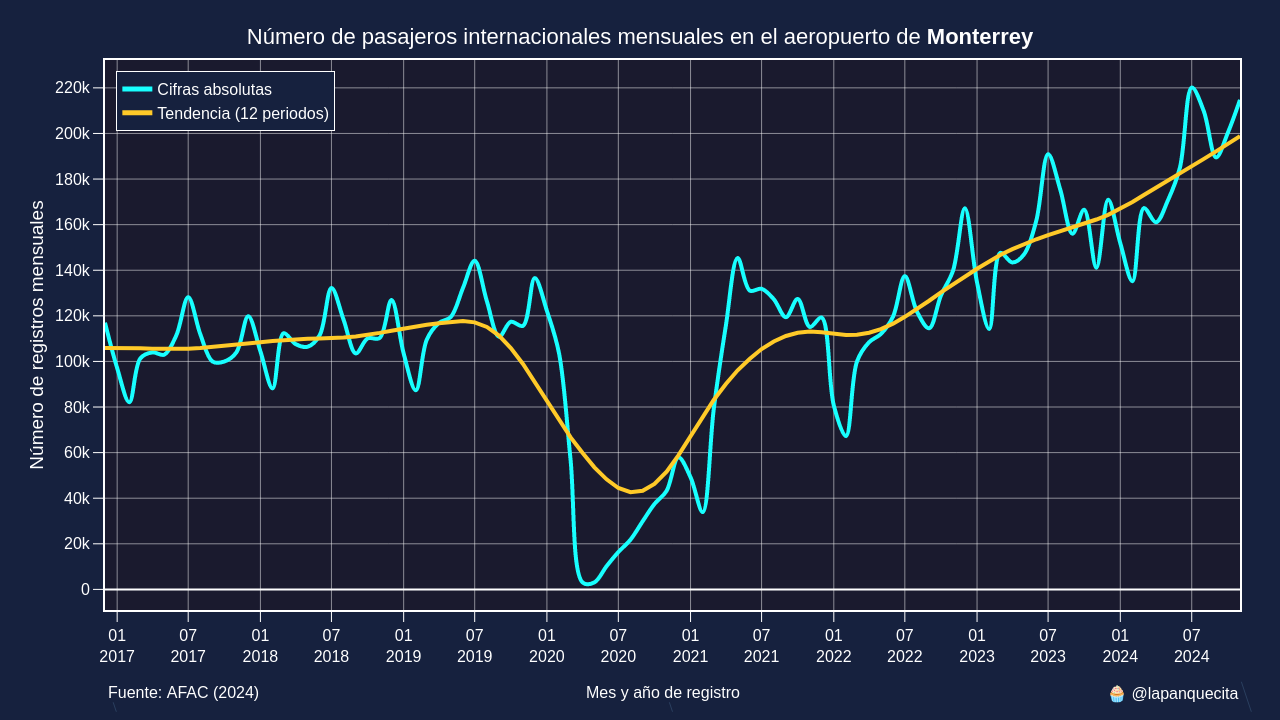 Número de pasajeros internacionales mensuales en el aeropuerto de Monterrey
Cifras absolutas
Tendencia (12 periodos)
Número de registros mensuales
220k
200k
180k
160k
140k
120k
100k
80k
60k
40k
20k
0
01 07 01 07 01 07 01 07 01 07 01 07 01 07 01 07
2017 2017 2018 2018 2019 2019 2020 2020 2021 2021 2022 2022 2023 2023 2024 2024
Fuente: AFAC (2024)
Mes y año de registro
🧁 @lapanquecita